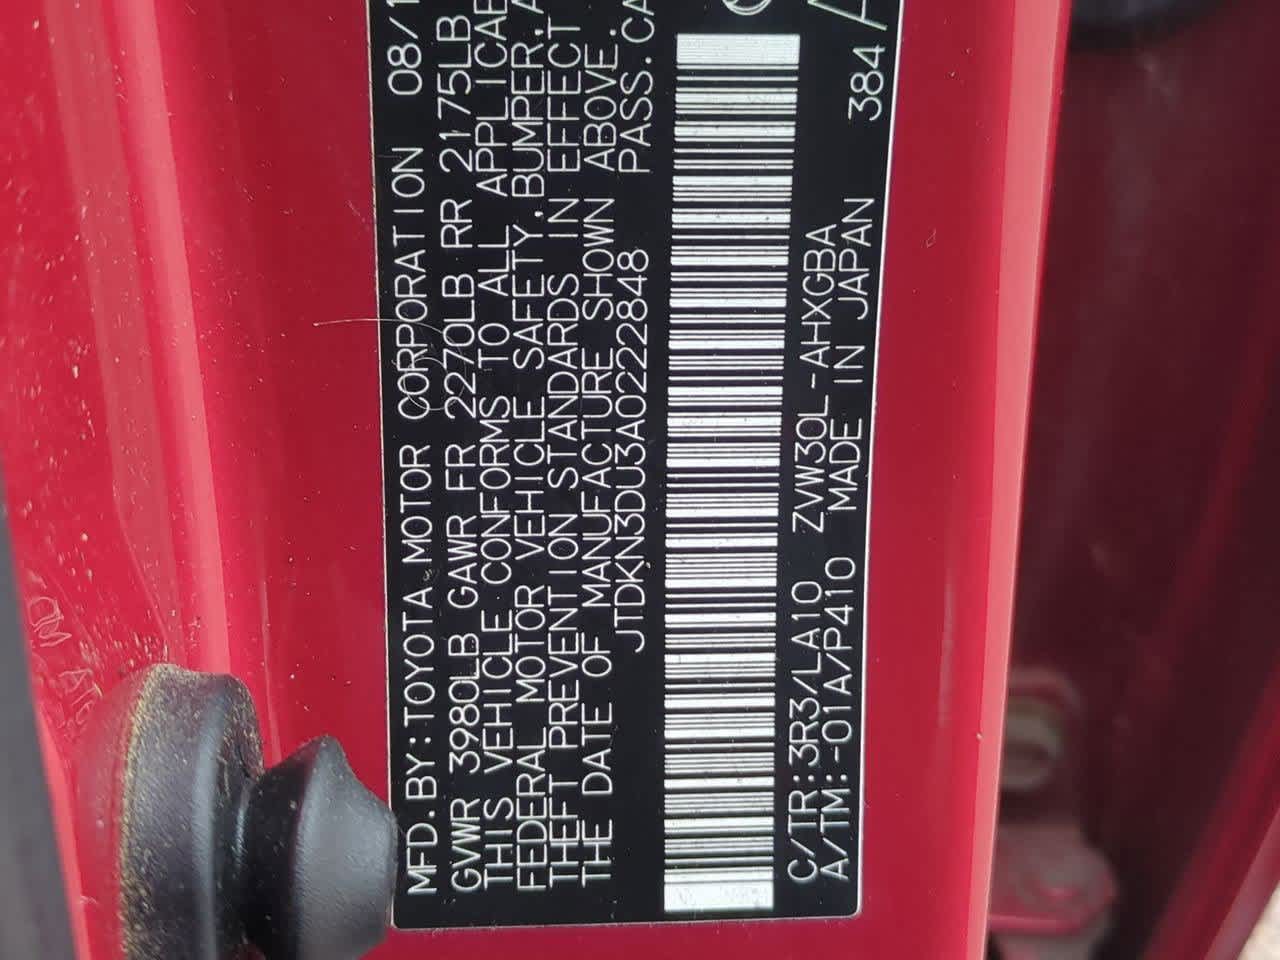 MFD.BY:TOYOTA MOTOR CORPORATION 08/1
GVWR 3980LB GAWR FR 2270LB RR 2175LB
THIS VEHICLE CONFORMS TO ALL APPLICAB
FEDERAL MOTOR VEHICLE SAFETY,BUMPER,A
THEFT PREVENTION STANDARDS IN EFFECT
THE DATE OF MANUFACTURE SHOWN ABOVE.
JTDKN3DU3A0222848 PASS.CA
C/TR:3R3/LA10 ZVW30L-AHXGBA
A/TM:-01A/P410 MADE IN JAPAN 384